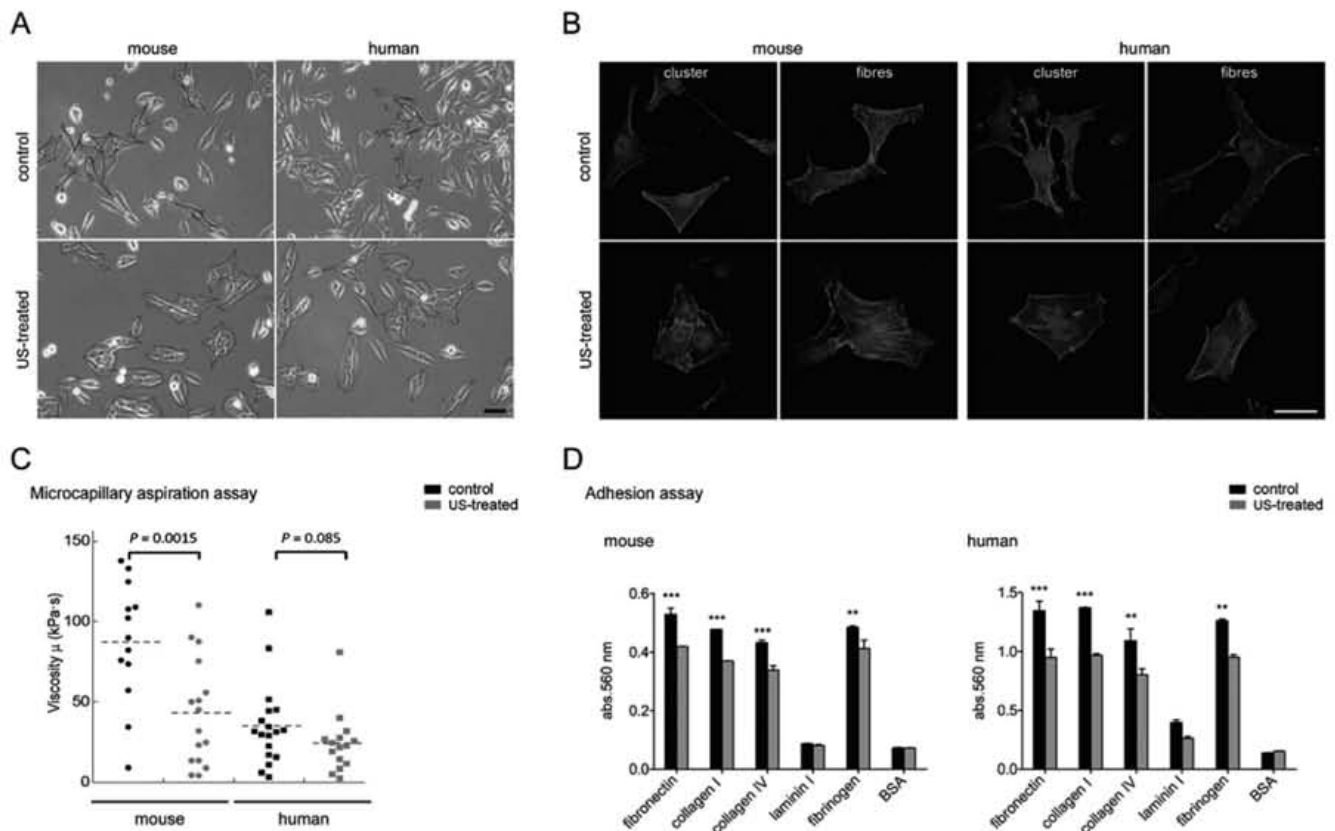 A
mouse
human
control
US-treated
B
mouse
human
cluster
fibres
cluster
fibres
control
US-treated
C
Microcapillary aspiration assay
control
US-treated
P = 0.0015
P = 0.085
Viscosity μ (kPa·s)
150
100
50
0
mouse
human
D
Adhesion assay
control
US-treated
mouse
abs.560 nm
0.6
0.4
0.2
0.0
***
***
***
**
fibronectin
collagen I
collagen IV
laminin I
fibrinogen
BSA
human
abs.560 nm
1.5
1.0
0.5
0.0
***
***
**
**
fibronectin
collagen I
collagen IV
laminin I
fibrinogen
BSA